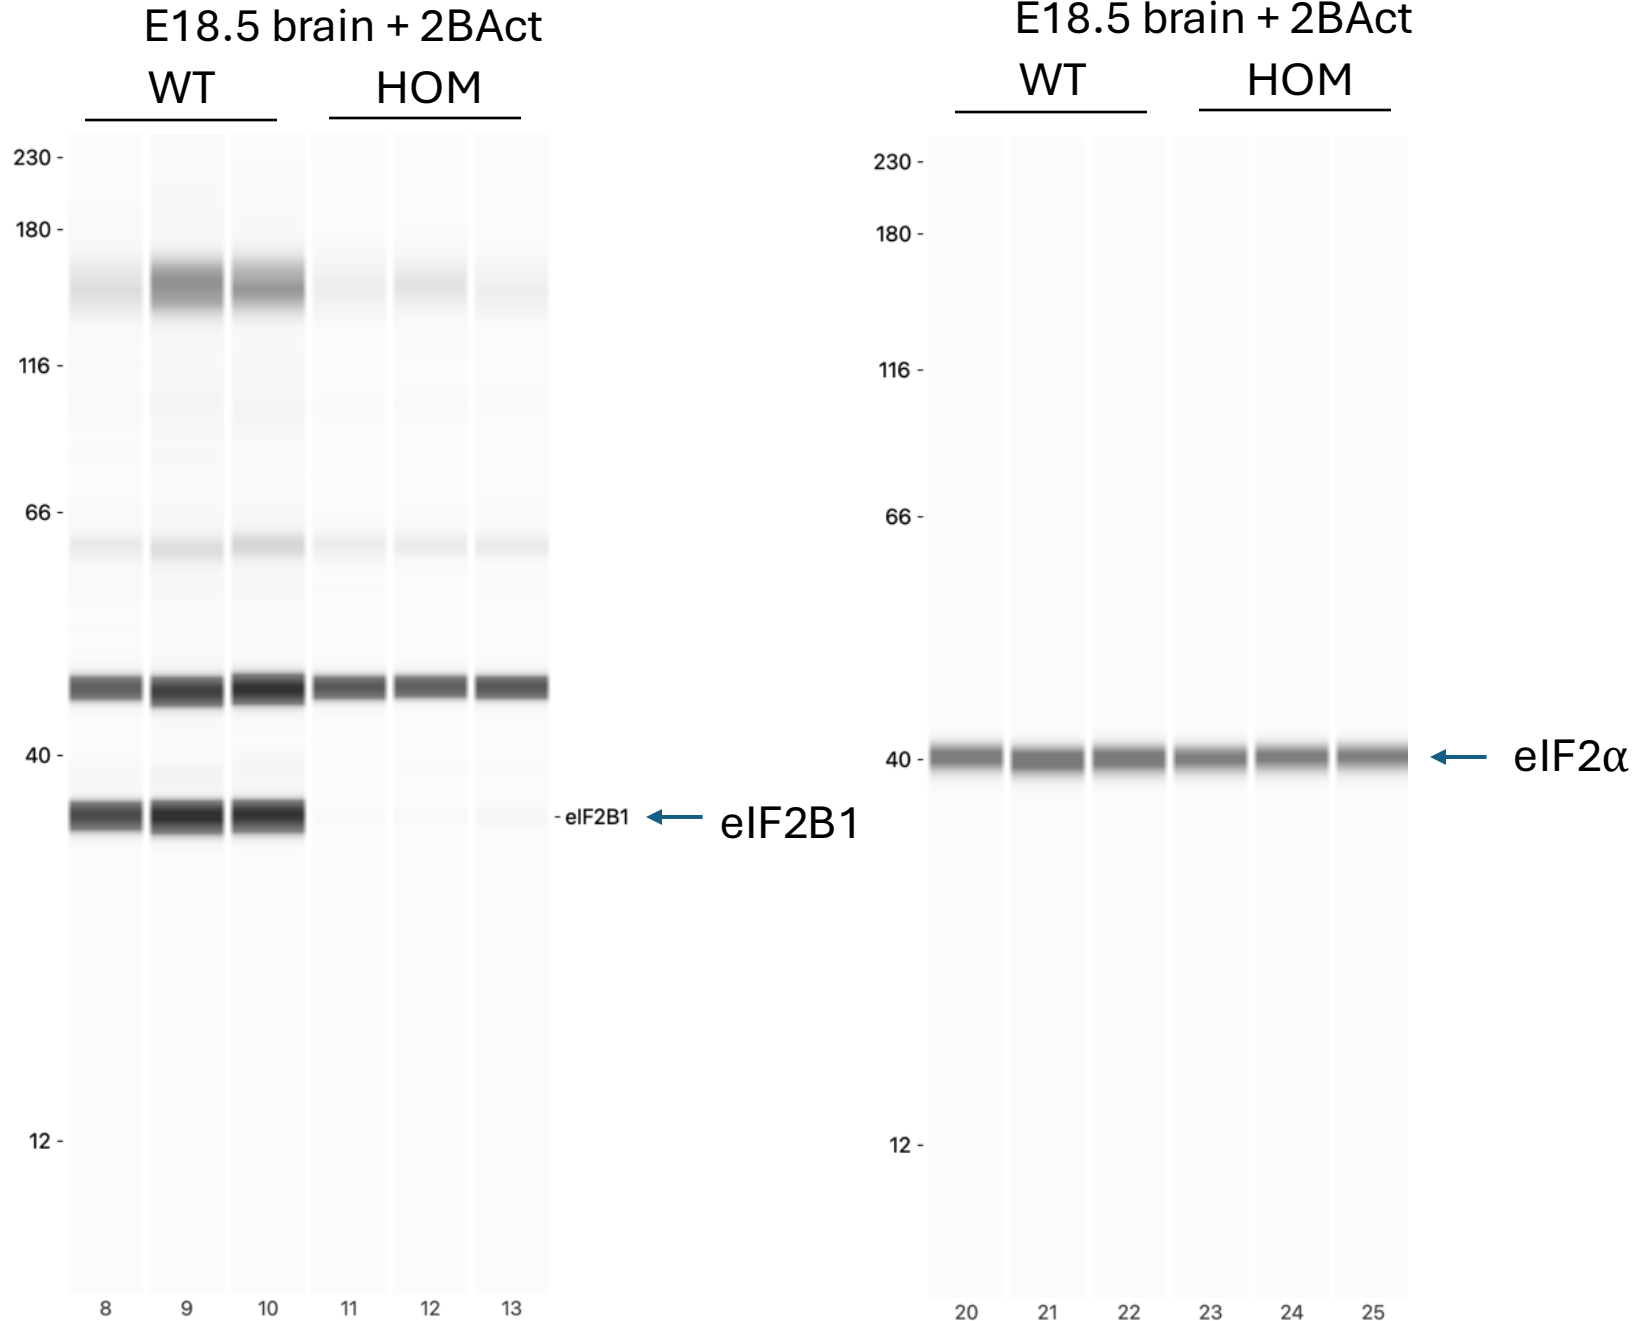 E18.5 brain + 2BAct
WT HOM
230 -
180 -
116 -
66 -
40 -
- eIF2B1
eIF2B1
12 -
8 9 10 11 12 13
E18.5 brain + 2BAct
WT HOM
230 -
180 -
116 -
66 -
40 -
eIF2α
12 -
20 21 22 23 24 25